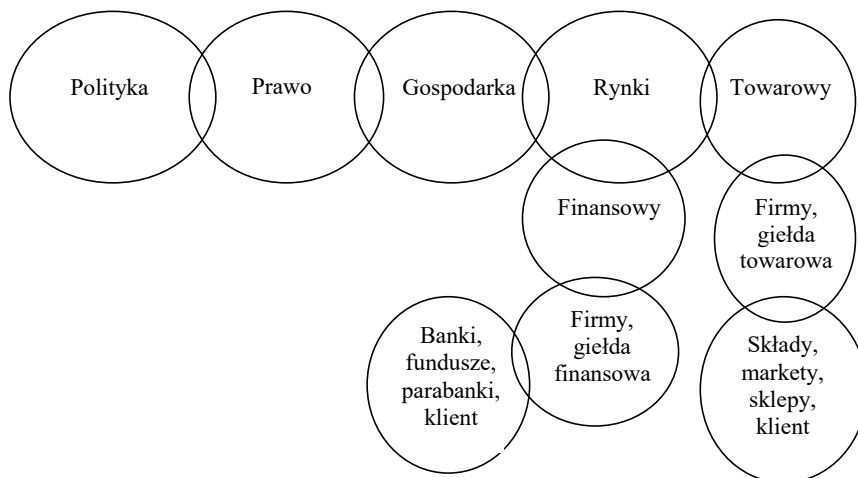 Polityka
Prawo
Gospodarka
Rynki
Towarowy
Finansowy
Firmy,
giełda
towarowa
Banki,
fundusze,
parabanki,
klient
Firmy,
giełda
finansowa
Składy,
markety,
sklepy,
klient